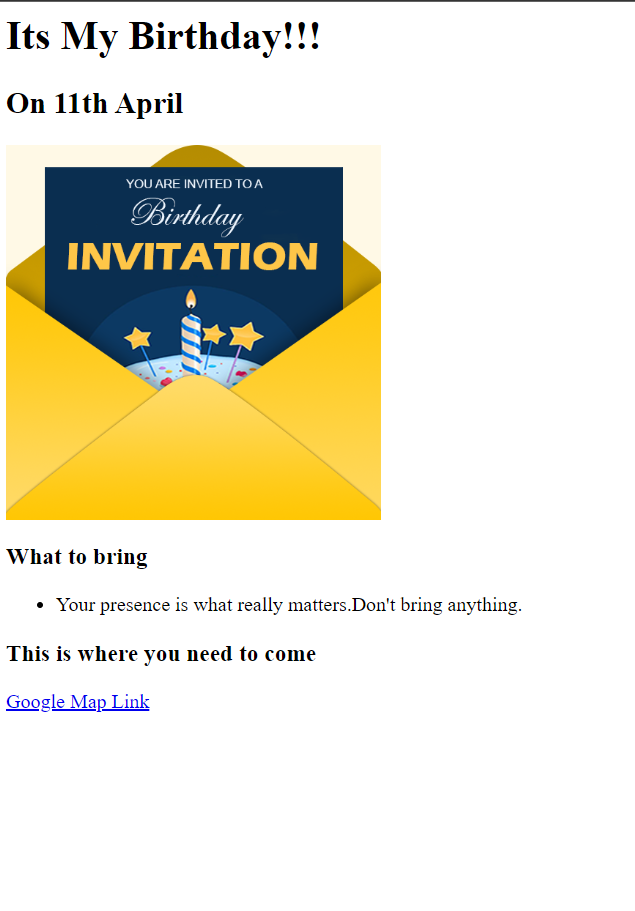 Its My Birthday!!!
On 11th April
YOU ARE INVITED TO A
Birthday
INVITATION
What to bring
Your presence is what really matters.Don't bring anything.
This is where you need to come
Google Map Link